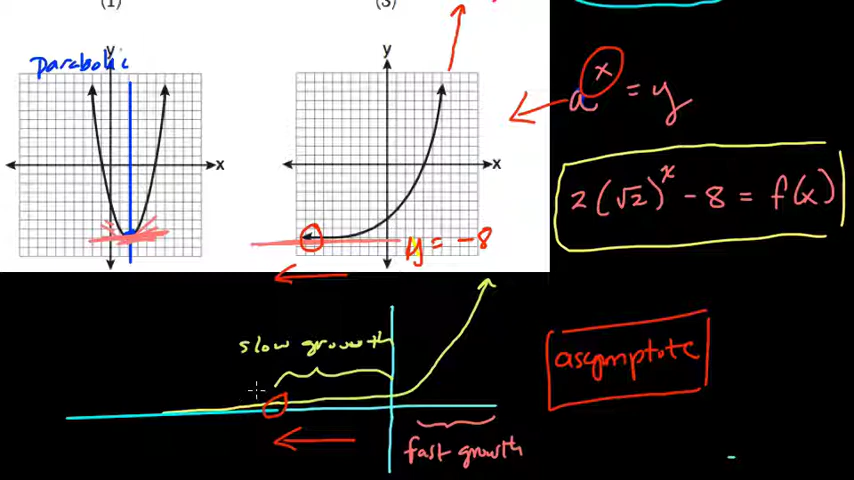 (1)
(3)
y
parabolic
x
y
x
y = -8
a^x = y
2(√2)^x - 8 = f(x)
slow growth
asymptote
fast growth